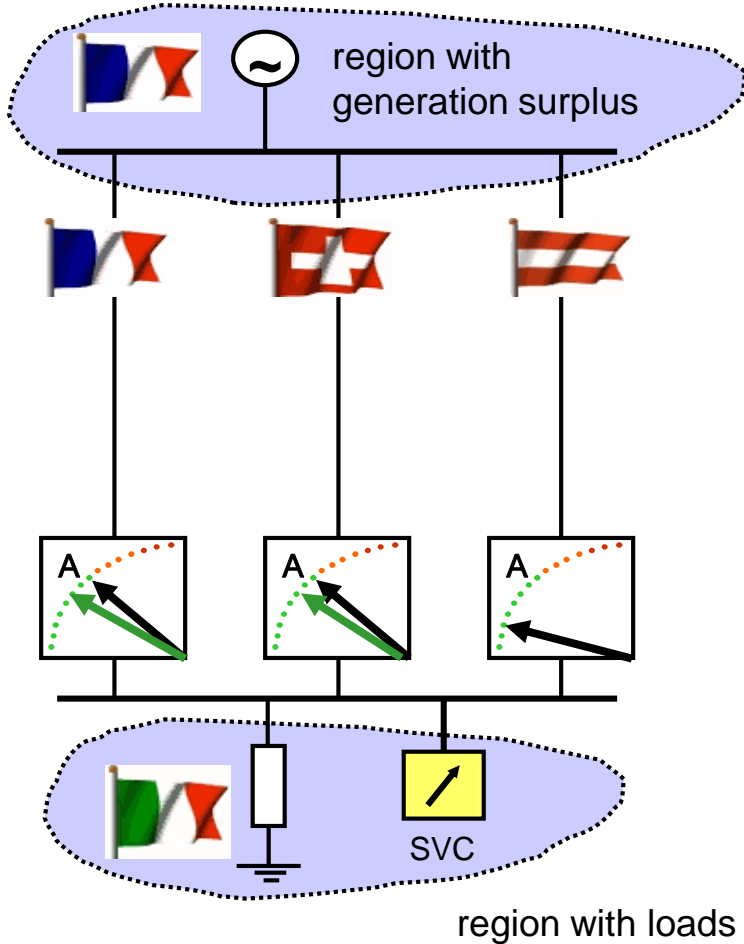 ~
region with
generation surplus
A
A
A
SVC
region with loads